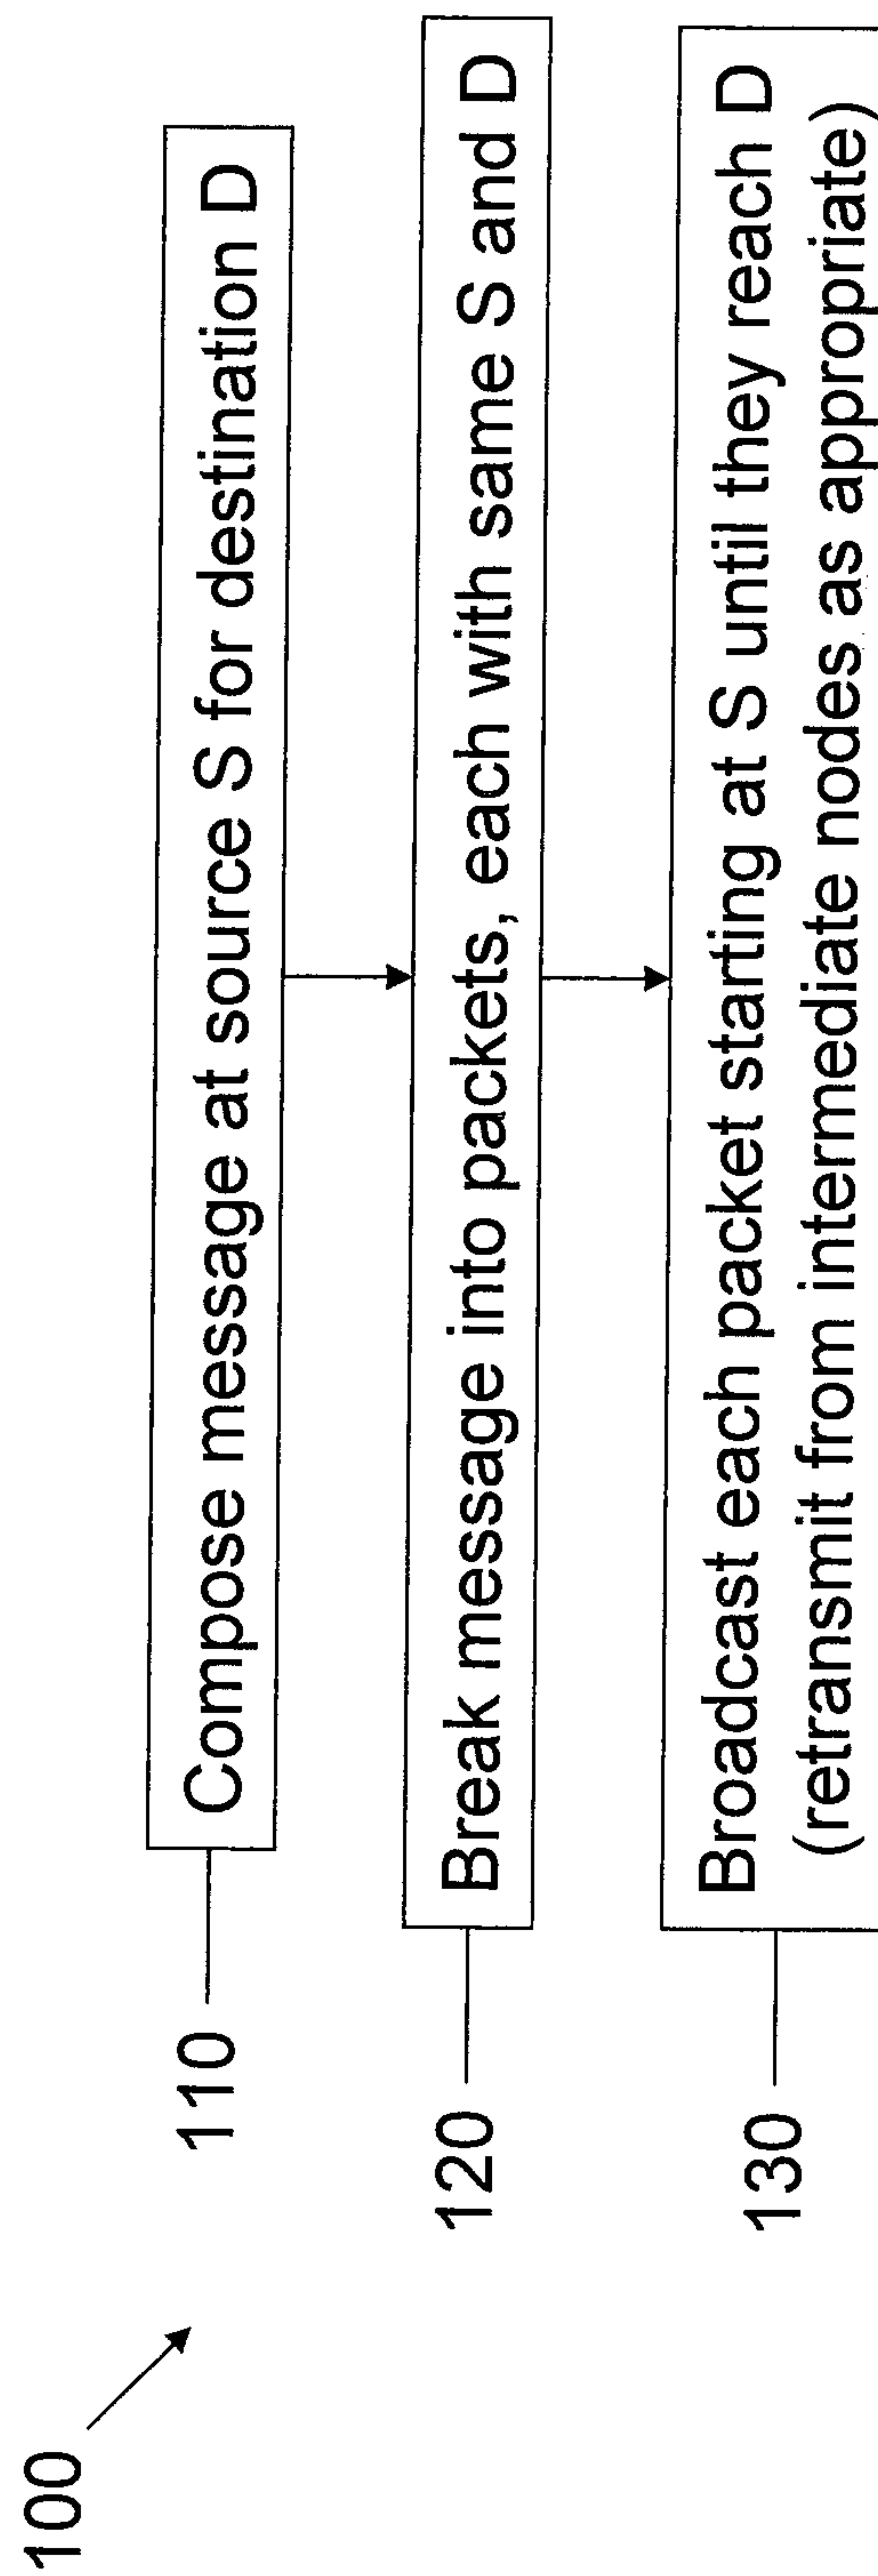 100
110
Compose message at source S for destination D
120
Break message into packets, each with same S and D
130
Broadcast each packet starting at S until they reach D
(retransmit from intermediate nodes as appropriate)